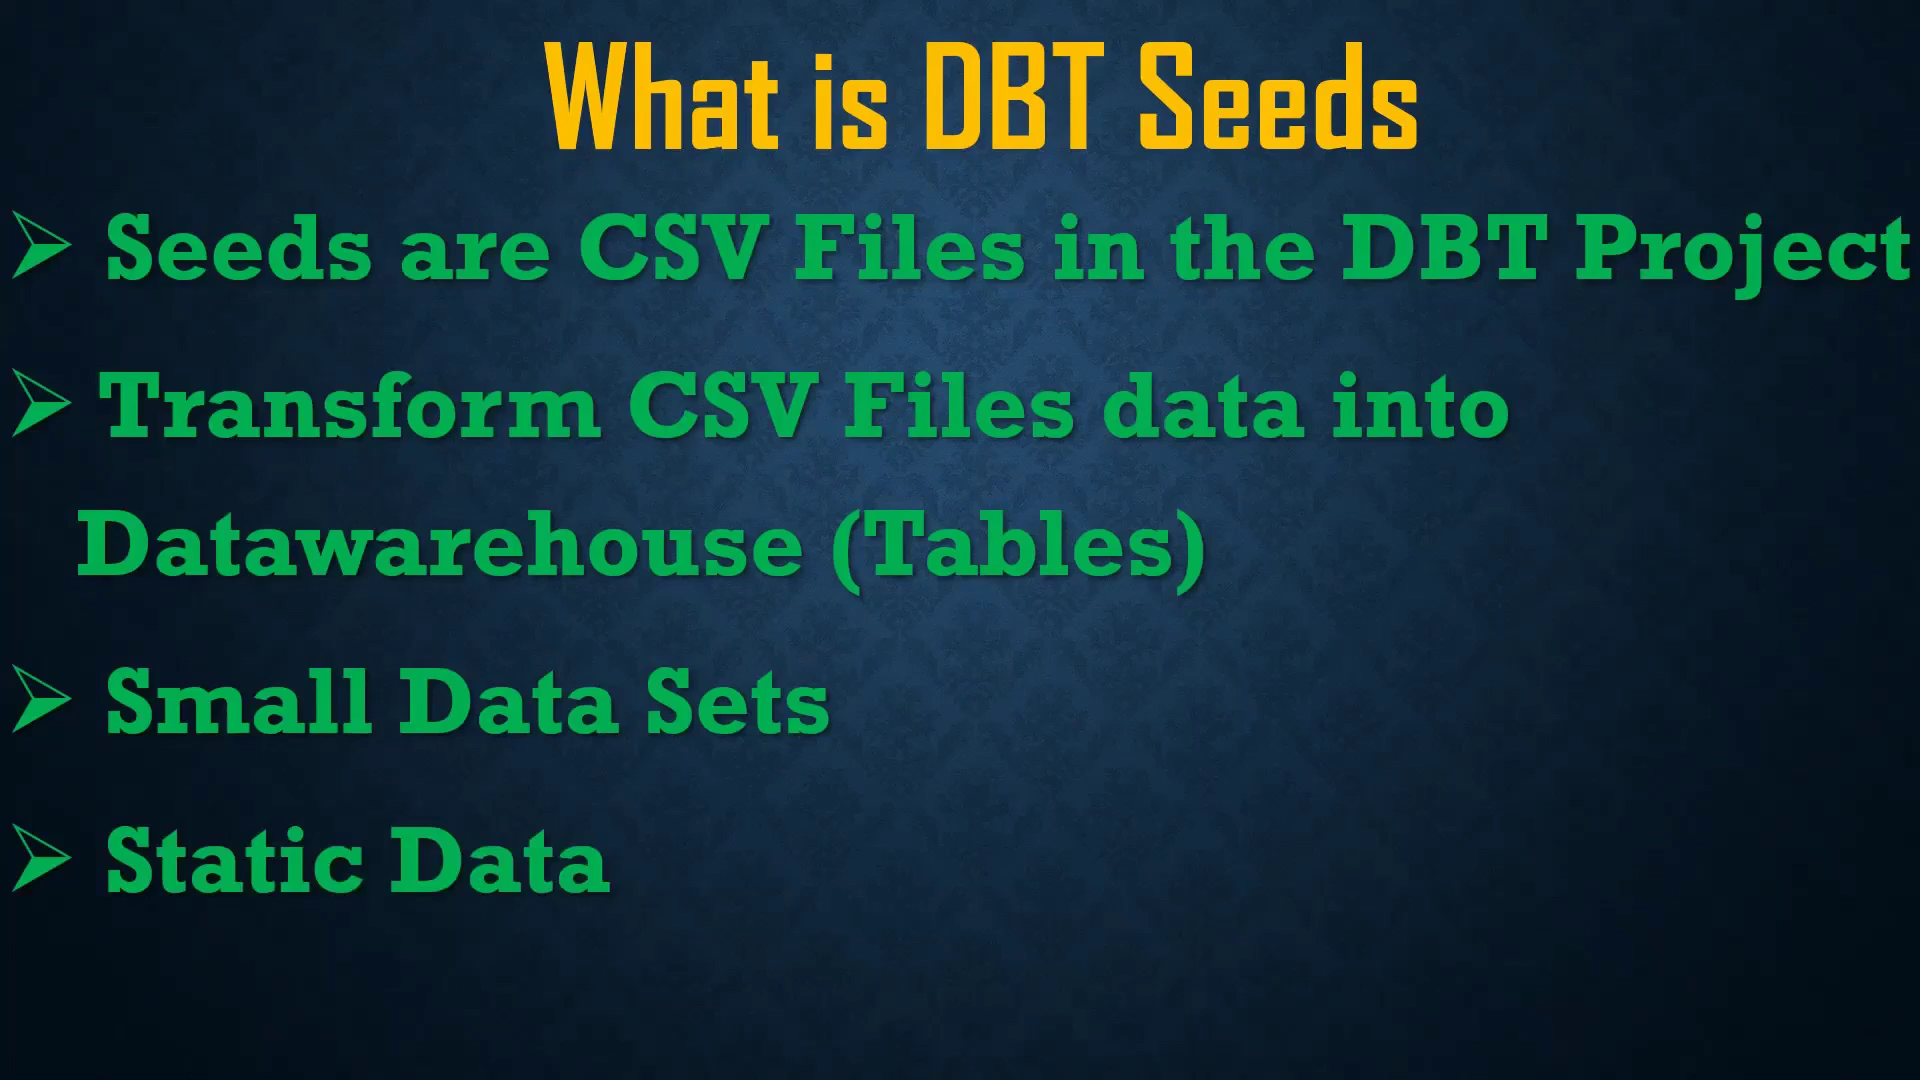 What is DBT Seeds
Seeds are CSV Files in the DBT Project
Transform CSV Files data into
Datawarehouse (Tables)
Small Data Sets
Static Data